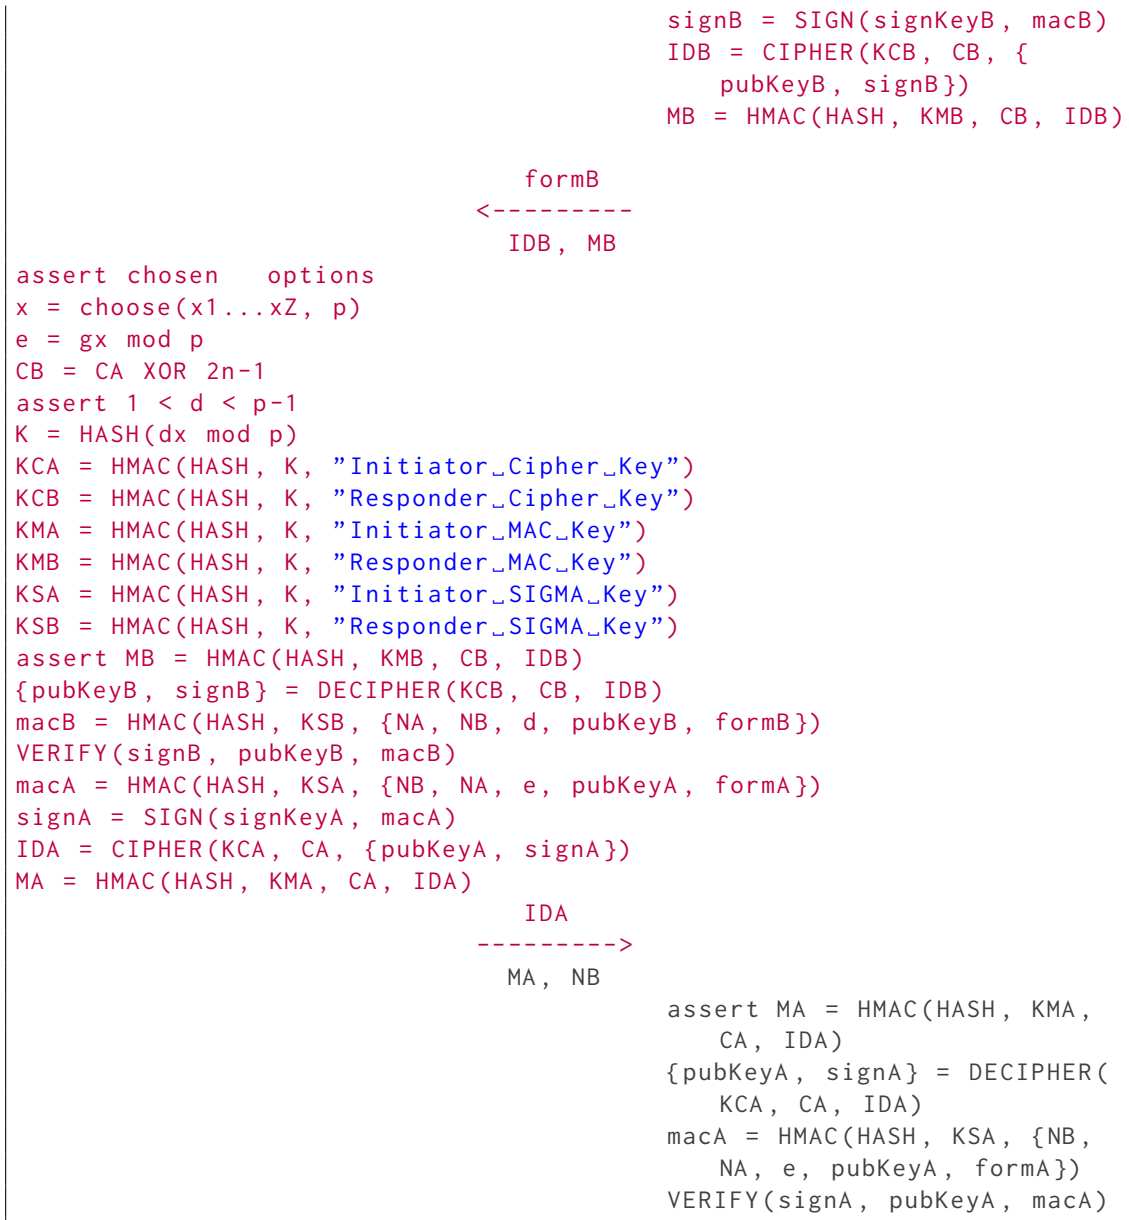 signB = SIGN(signKeyB, macB)
IDB = CIPHER(KCB, CB, {
pubKeyB, signB})
MB = HMAC(HASH, KMB, CB, IDB)
formB
<---------
IDB, MB
assert chosen options
x = choose(x1...xZ, p)
e = gx mod p
CB = CA XOR 2n-1
assert 1 < d < p-1
K = HASH(dx mod p)
KCA = HMAC(HASH, K, "Initiator␣Cipher␣Key")
KCB = HMAC(HASH, K, "Responder␣Cipher␣Key")
KMA = HMAC(HASH, K, "Initiator␣MAC␣Key")
KMB = HMAC(HASH, K, "Responder␣MAC␣Key")
KSA = HMAC(HASH, K, "Initiator␣SIGMA␣Key")
KSB = HMAC(HASH, K, "Responder␣SIGMA␣Key")
assert MB = HMAC(HASH, KMB, CB, IDB)
{pubKeyB, signB} = DECIPHER(KCB, CB, IDB)
macB = HMAC(HASH, KSB, {NA, NB, d, pubKeyB, formB})
VERIFY(signB, pubKeyB, macB)
macA = HMAC(HASH, KSA, {NB, NA, e, pubKeyA, formA})
signA = SIGN(signKeyA, macA)
IDA = CIPHER(KCA, CA, {pubKeyA, signA})
MA = HMAC(HASH, KMA, CA, IDA)
IDA
--------->
MA, NB
assert MA = HMAC(HASH, KMA,
CA, IDA)
{pubKeyA, signA} = DECIPHER(
KCA, CA, IDA)
macA = HMAC(HASH, KSA, {NB,
NA, e, pubKeyA, formA})
VERIFY(signA, pubKeyA, macA)